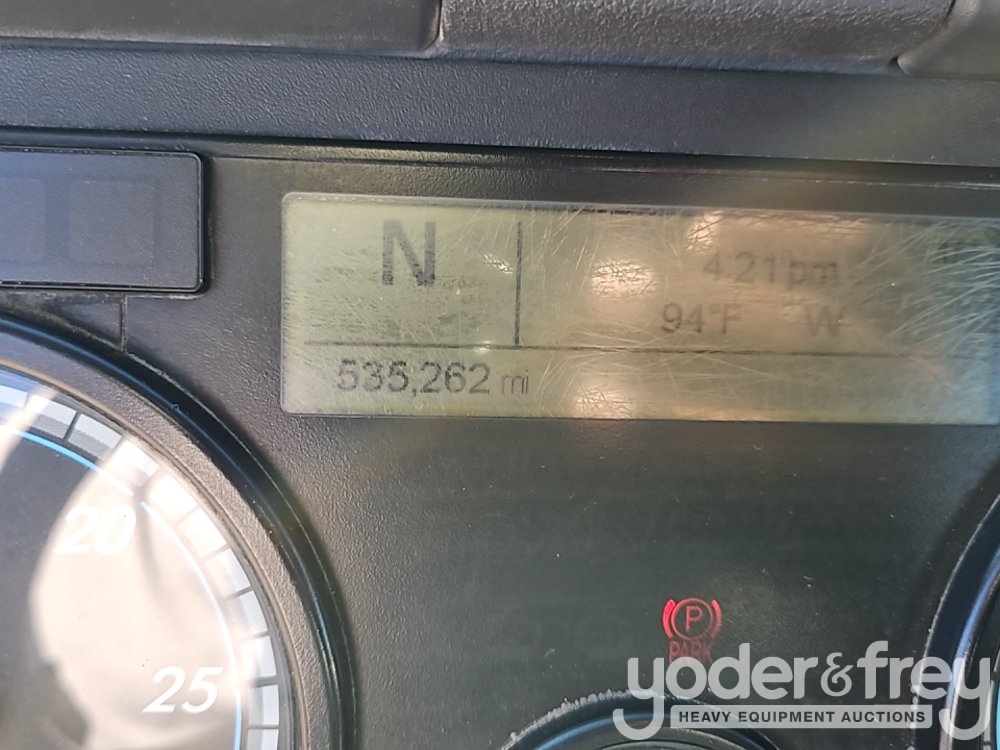 N
4:21 pm
94°F W
535,262 mi
20
25
P
PARK
yoder&frey
HEAVY EQUIPMENT AUCTIONS